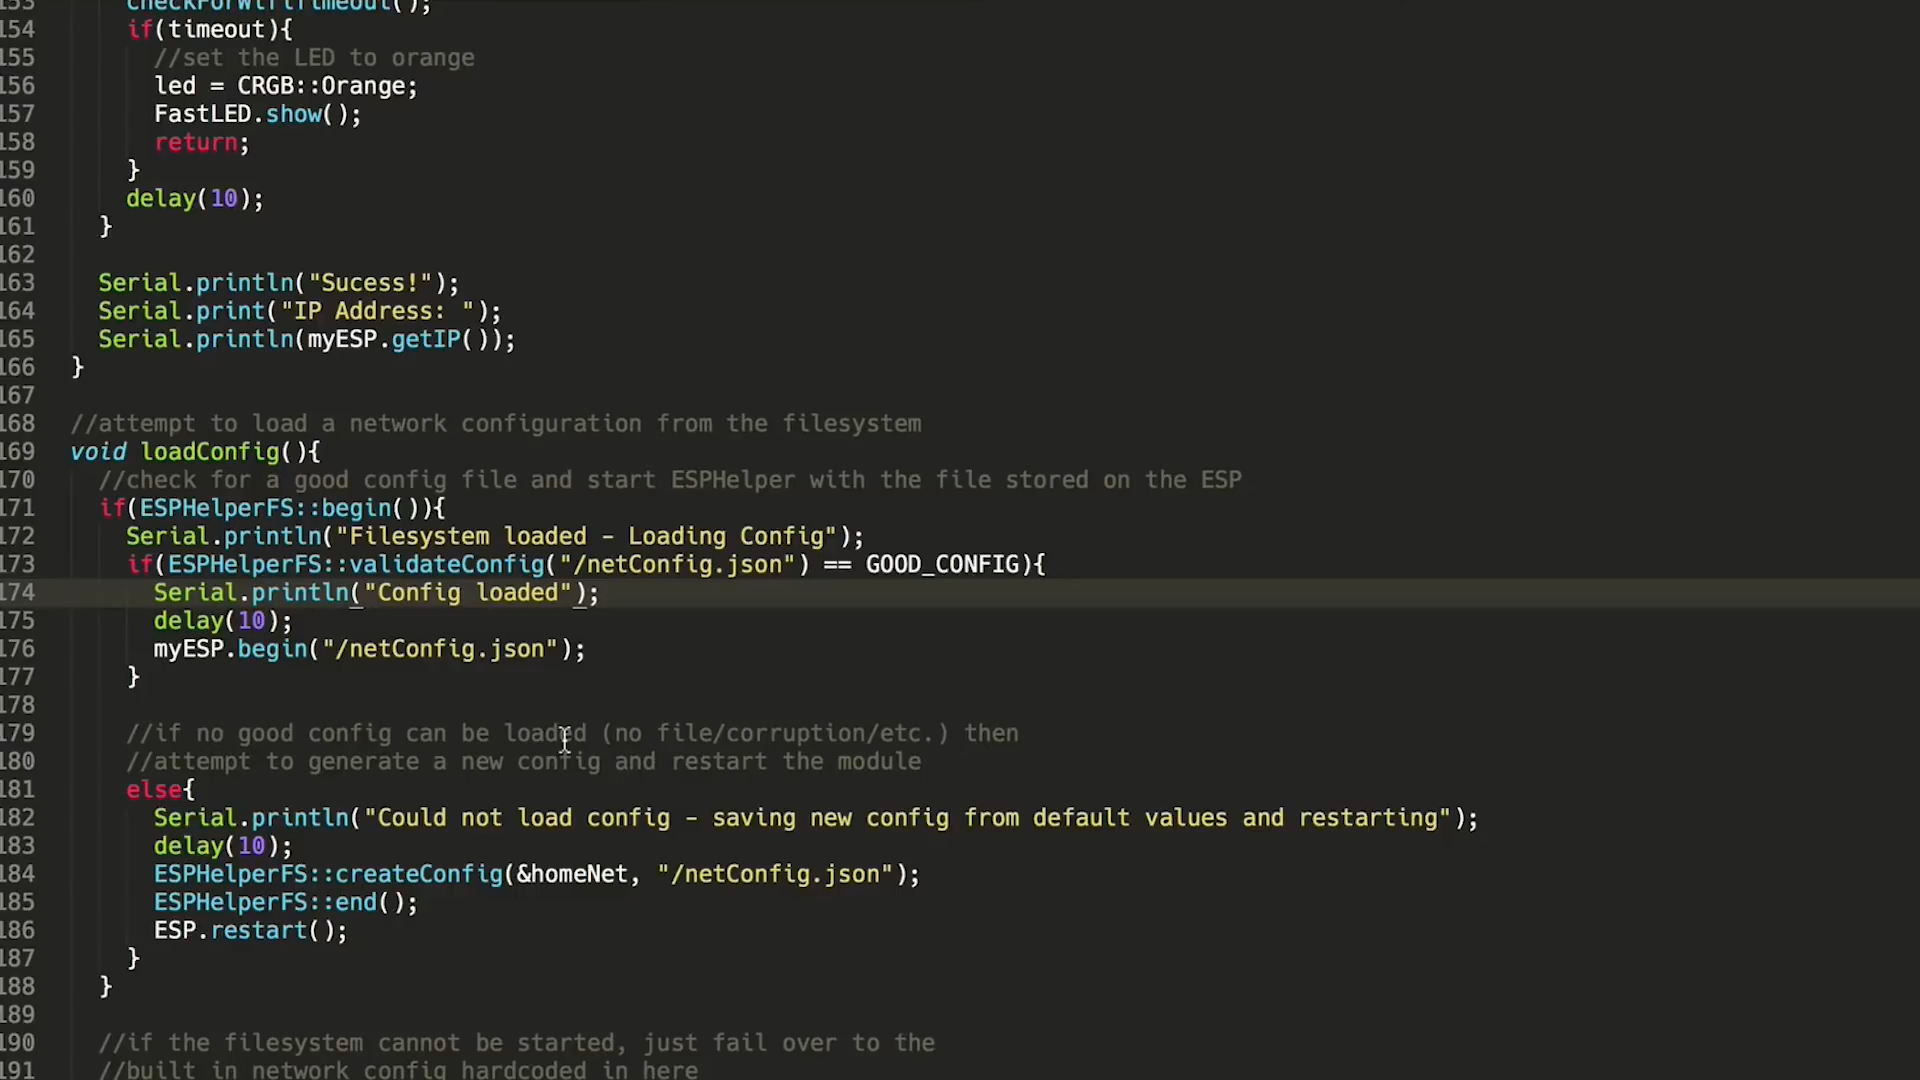 153 checkForWifiTimeout();
154 if(timeout){
155 //set the LED to orange
156 led = CRGB::Orange;
157 FastLED.show();
158 return;
159 }
160 delay(10);
161 }
162
163 Serial.println("Sucess!");
164 Serial.print("IP Address: ");
165 Serial.println(myESP.getIP());
166 }
167
168 //attempt to load a network configuration from the filesystem
169 void loadConfig(){
170 //check for a good config file and start ESPHelper with the file stored on the ESP
171 if(ESPHelperFS::begin()){
172 Serial.println("Filesystem loaded - Loading Config");
173 if(ESPHelperFS::validateConfig("/netConfig.json") == GOOD_CONFIG){
174 Serial.println("Config loaded");
175 delay(10);
176 myESP.begin("/netConfig.json");
177 }
178
179 //if no good config can be loaded (no file/corruption/etc.) then
180 //attempt to generate a new config and restart the module
181 else{
182 Serial.println("Could not load config - saving new config from default values and restarting");
183 delay(10);
184 ESPHelperFS::createConfig(&homeNet, "/netConfig.json");
185 ESPHelperFS::end();
186 ESP.restart();
187 }
188 }
189
190 //if the filesystem cannot be started, just fail over to the
191 //built in network config hardcoded in here